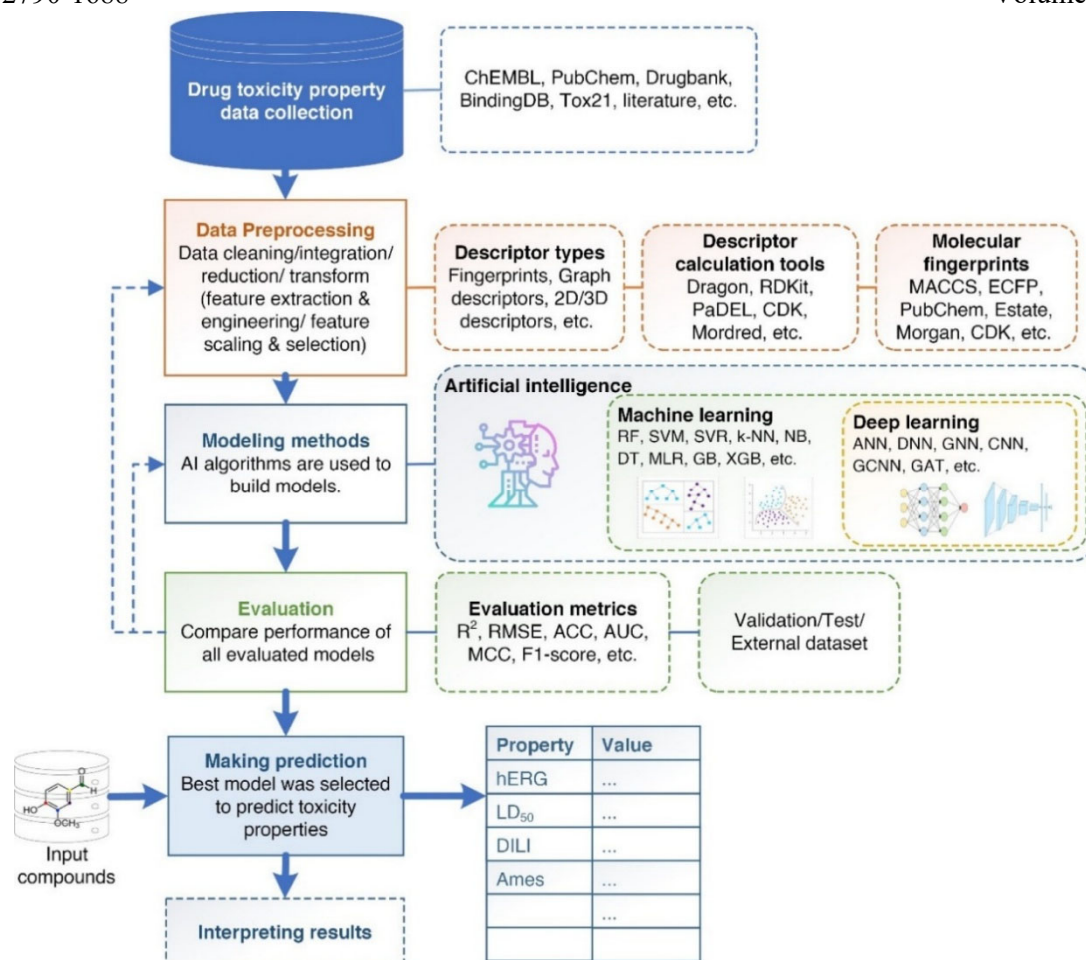 Drug toxicity property
data collection
ChEMBL, PubChem, Drugbank,
BindingDB, Tox21, literature, etc.
Data Preprocessing
Data cleaning/integration/
reduction/ transform
(feature extraction &
engineering/ feature
scaling & selection)
Descriptor types
Fingerprints, Graph
descriptors, 2D/3D
descriptors, etc.
Descriptor
calculation tools
Dragon, RDKit,
PaDEL, CDK,
Mordred, etc.
Molecular
fingerprints
MACCS, ECFP,
PubChem, Estate,
Morgan, CDK, etc.
Modeling methods
AI algorithms are used to
build models.
Artificial intelligence
Machine learning
RF, SVM, SVR, k-NN, NB,
DT, MLR, GB, XGB, etc.
Deep learning
ANN, DNN, GNN, CNN,
GCNN, GAT, etc.
Evaluation
Compare performance of
all evaluated models
Evaluation metrics
R², RMSE, ACC, AUC,
MCC, F1-score, etc.
Validation/Test/
External dataset
O
H
HO
OCH₃
Input
compounds
Making prediction
Best model was selected
to predict toxicity
properties
Property Value
hERG ...
LD₅₀ ...
DILI ...
Ames ...
...
Interpreting results